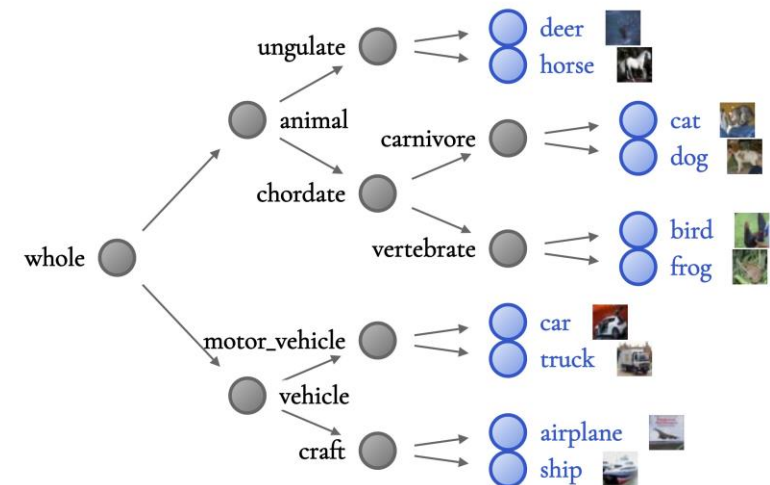 ungulate
deer
horse
animal
carnivore
cat
dog
chordate
vertebrate
bird
frog
whole
motor_vehicle
car
truck
vehicle
craft
airplane
ship